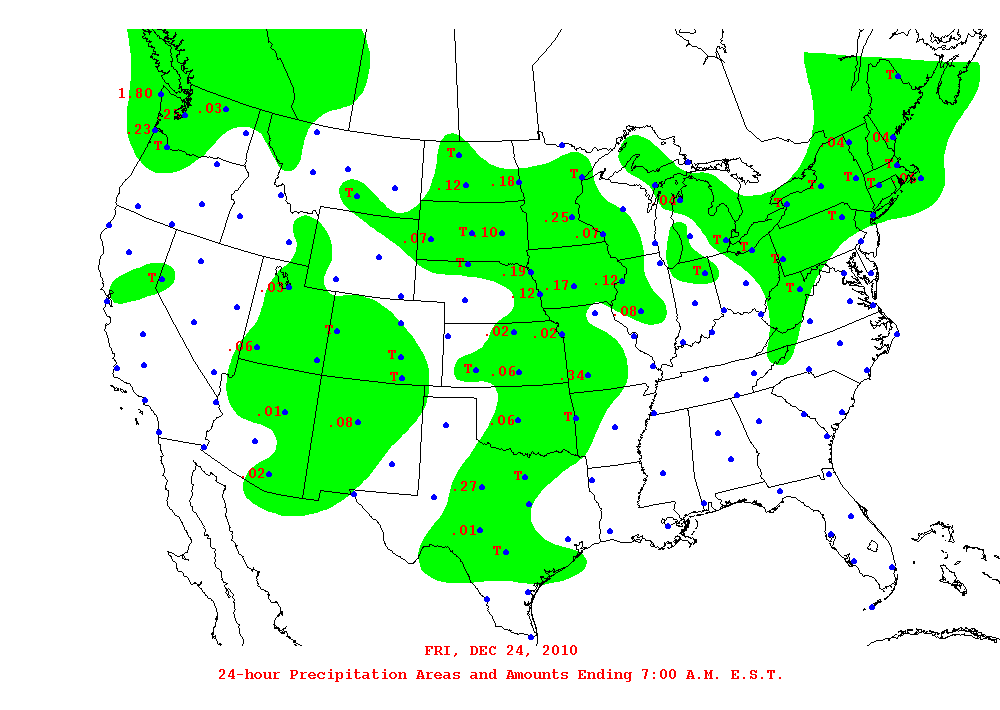 T
1.80
.03
.23
T
.04
.04
T
T
.12
.18
T
T
T
T
T
.04
T
.25
T
.07
T
.10
.07
T
T
T
T
T
.19
T
.12
.17
.12
T
.03
.08
T
.02
.02
.06
T
T
.06
.34
T
.01
.08
.06
T
.02
T
.27
.01
T
FRI, DEC 24, 2010
24-hour Precipitation Areas and Amounts Ending 7:00 A.M. E.S.T.